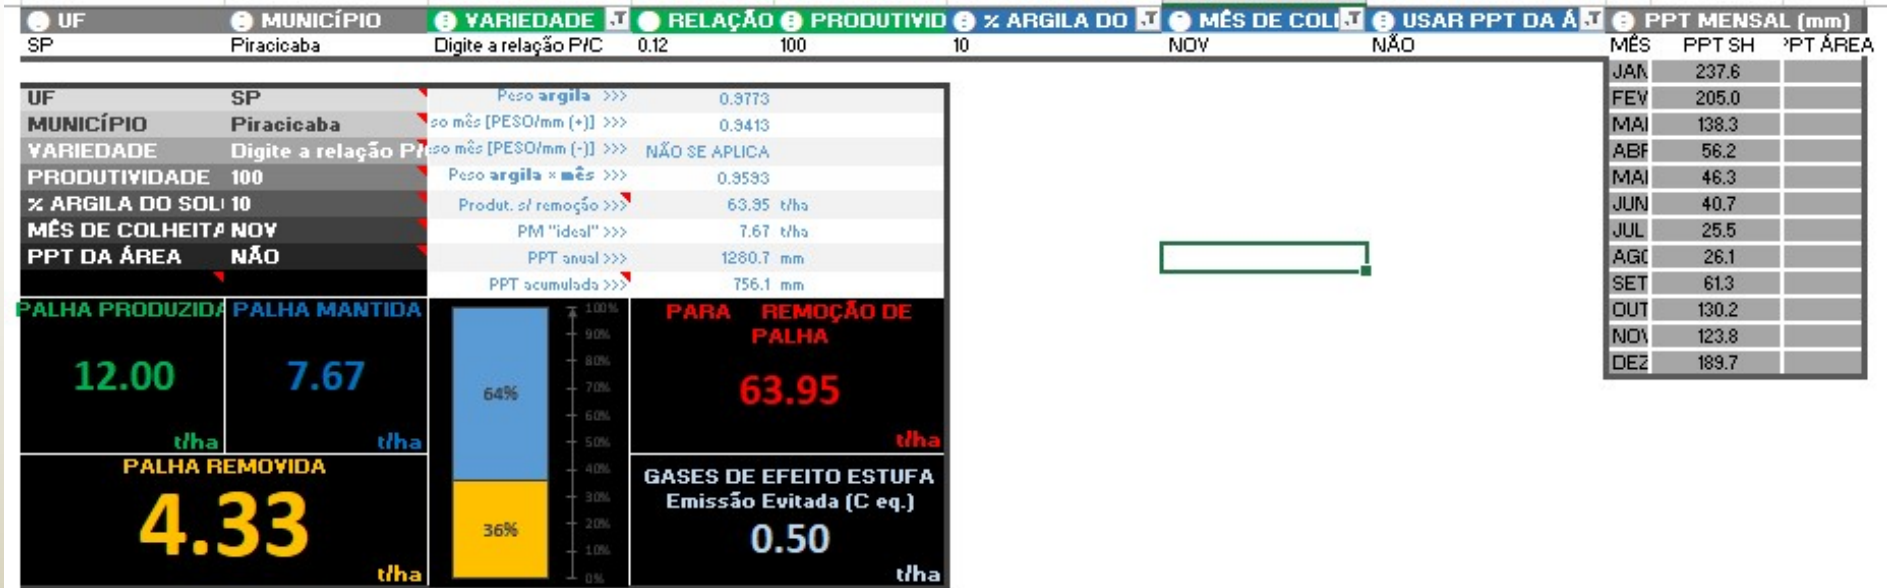 UF MUNICÍPIO VARIEDADE RELAÇÃO PRODUTIVID % ARGILA DO MÊS DE COLI USAR PPT DA Á PPT MENSAL (mm)
SP Piracicaba Digite a relação P/C 0.12 100 10 NOV NÃO MÊS PPT SH PPT ÁREA
JAN 237.6
FEV 205.0
MAI 138.3
ABF 56.2
MAI 46.3
JUN 40.7
JUL 25.5
AGO 26.1
SET 61.3
OUT 130.2
NOV 123.8
DEZ 189.7
UF SP Peso argila >>> 0.9773
MUNICÍPIO Piracicaba so mês [PESO/mm (+)] >>> 0.9413
VARIEDADE Digite a relação P/ so mês [PESO/mm (-)] >>> NÃO SE APLICA
PRODUTIVIDADE 100 Peso argila × mês >>> 0.9593
% ARGILA DO SOL 10 Produt. s/ remoção >>> 63.95 t/ha
MÊS DE COLHEITA NOV PM "ideal" >>> 7.67 t/ha
PPT DA ÁREA NÃO PPT anual >>> 1280.7 mm
PPT acumulada >>> 756.1 mm
PALHA PRODUZIDA
12.00
t/ha
PALHA MANTIDA
7.67
t/ha
PALHA REMOVIDA
4.33
t/ha
64%
36%
100%
90%
80%
70%
60%
50%
40%
30%
20%
10%
0%
PARA REMOÇÃO DE
PALHA
63.95
t/ha
GASES DE EFEITO ESTUFA
Emissão Evitada (C eq.)
0.50
t/ha